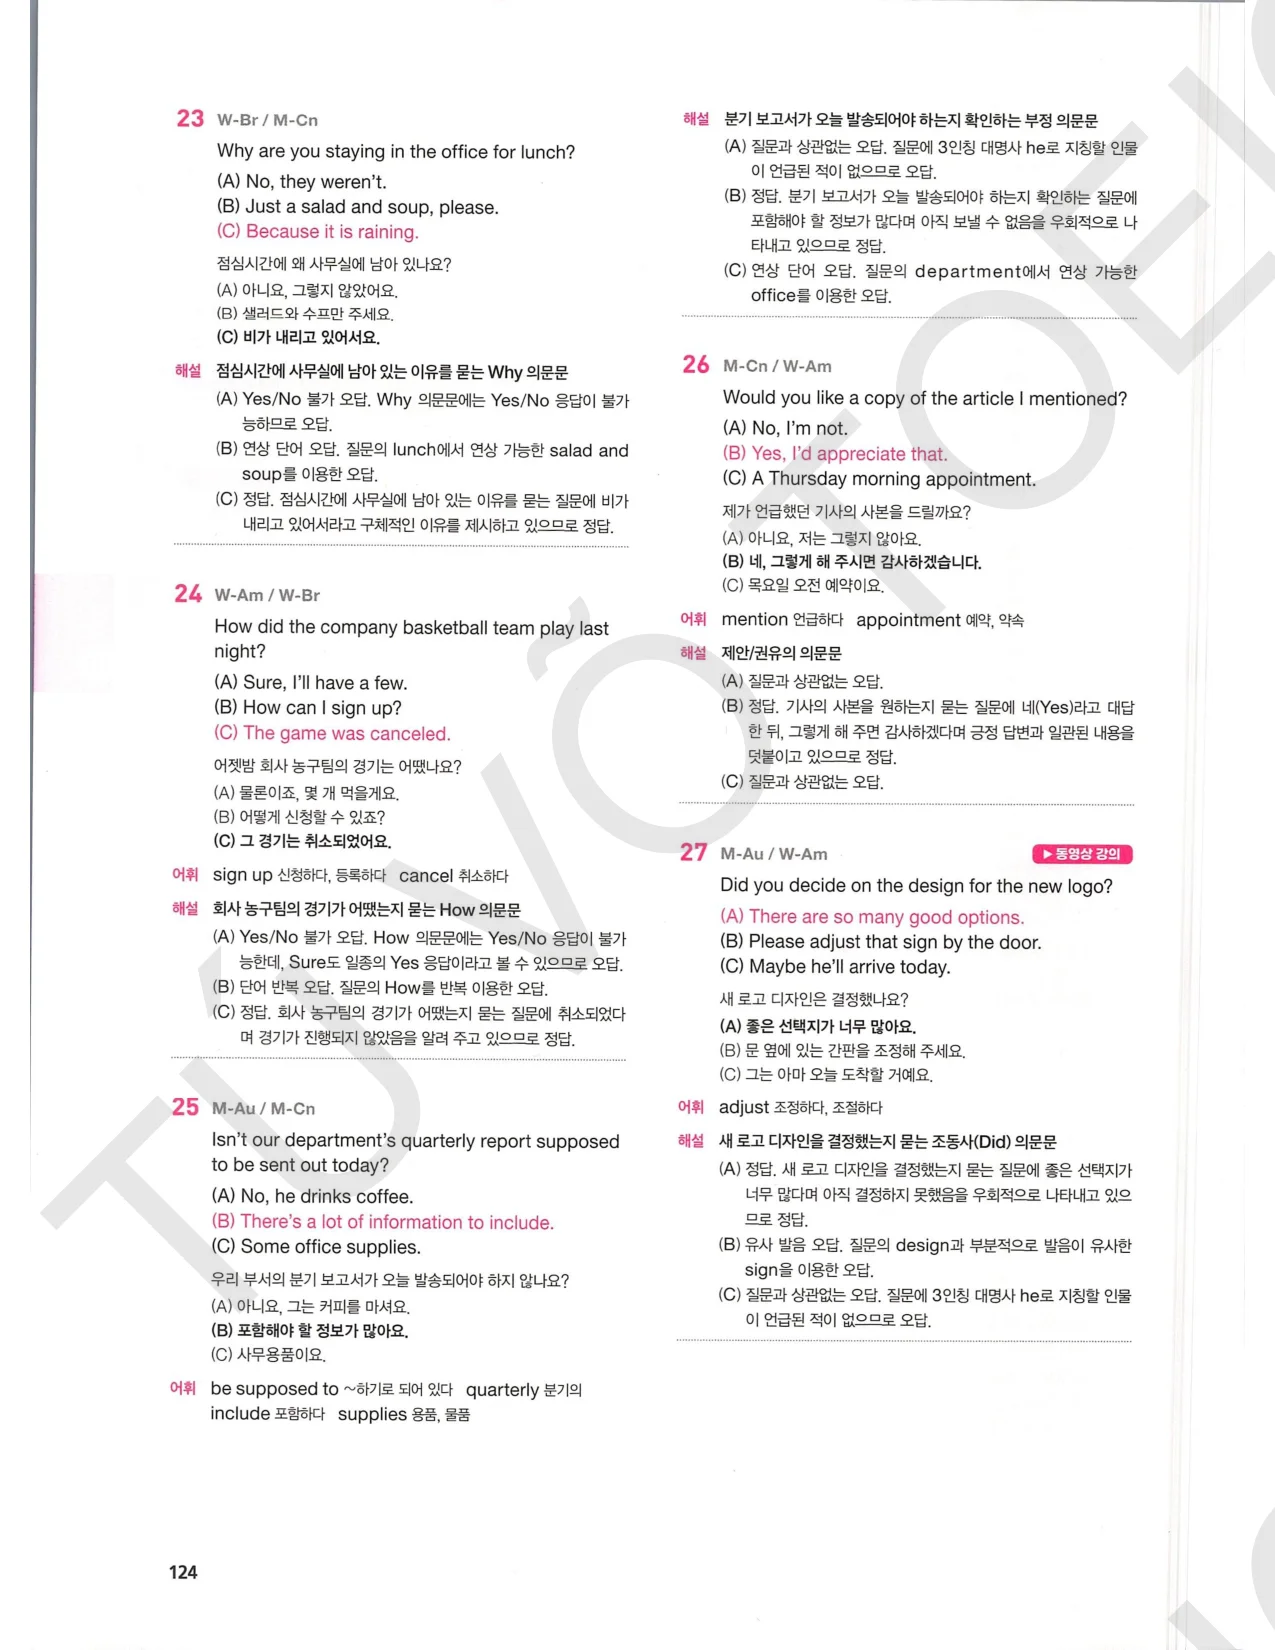 23 W-Br / M-Cn
Why are you staying in the office for lunch?
(A) No, they weren't.
(B) Just a salad and soup, please.
(C) Because it is raining.
점심시간에 왜 사무실에 남아 있나요?
(A) 아니요, 그렇지 않았어요.
(B) 샐러드와 수프만 주세요.
(C) 비가 내리고 있어서요.
해설 점심시간에 사무실에 남아 있는 이유를 묻는 Why 의문문
(A) Yes/No 불가 오답. Why 의문문에는 Yes/No 응답이 불가
능하므로 오답.
(B) 연상 단어 오답. 질문의 lunch에서 연상 가능한 salad and
soup를 이용한 오답.
(C) 정답. 점심시간에 사무실에 남아 있는 이유를 묻는 질문에 비가
내리고 있어서라고 구체적인 이유를 제시하고 있으므로 정답.
24 W-Am / W-Br
How did the company basketball team play last
night?
(A) Sure, I'll have a few.
(B) How can I sign up?
(C) The game was canceled.
어젯밤 회사 농구팀의 경기는 어땠나요?
(A) 물론이죠, 몇 개 먹을게요.
(B) 어떻게 신청할 수 있죠?
(C) 그 경기는 취소되었어요.
어휘 sign up 신청하다, 등록하다 cancel 취소하다
해설 회사 농구팀의 경기가 어땠는지 묻는 How 의문문
(A) Yes/No 불가 오답. How 의문문에는 Yes/No 응답이 불가
능한데, Sure도 일종의 Yes 응답이라고 볼 수 있으므로 오답.
(B) 단어 반복 오답. 질문의 How를 반복 이용한 오답.
(C) 정답. 회사 농구팀의 경기가 어땠는지 묻는 질문에 취소되었다
며 경기가 진행되지 않았음을 알려 주고 있으므로 정답.
25 M-Au / M-Cn
Isn't our department's quarterly report supposed
to be sent out today?
(A) No, he drinks coffee.
(B) There's a lot of information to include.
(C) Some office supplies.
우리 부서의 분기 보고서가 오늘 발송되어야 하지 않나요?
(A) 아니요, 그는 커피를 마셔요.
(B) 포함해야 할 정보가 많아요.
(C) 사무용품이요.
어휘 be supposed to ~하기로 되어 있다 quarterly 분기의
include 포함하다 supplies 용품, 물품
124
해설 분기 보고서가 오늘 발송되어야 하는지 확인하는 부정 의문문
(A) 질문과 상관없는 오답. 질문에 3인칭 대명사 he로 지칭할 인물
이 언급된 적이 없으므로 오답.
(B) 정답. 분기 보고서가 오늘 발송되어야 하는지 확인하는 질문에
포함해야 할 정보가 많다며 아직 보낼 수 없음을 우회적으로 나
타내고 있으므로 정답.
(C) 연상 단어 오답. 질문의 department에서 연상 가능한
office를 이용한 오답.
26 M-Cn / W-Am
Would you like a copy of the article I mentioned?
(A) No, I'm not.
(B) Yes, I'd appreciate that.
(C) A Thursday morning appointment.
제가 언급했던 기사의 사본을 드릴까요?
(A) 아니요, 저는 그렇지 않아요.
(B) 네, 그렇게 해 주시면 감사하겠습니다.
(C) 목요일 오전 예약이요.
어휘 mention 언급하다 appointment 예약, 약속
해설 제안/권유의 의문문
(A) 질문과 상관없는 오답.
(B) 정답. 기사의 사본을 원하는지 묻는 질문에 네(Yes)라고 대답
한 뒤, 그렇게 해 주면 감사하겠다며 긍정 답변과 일관된 내용을
덧붙이고 있으므로 정답.
(C) 질문과 상관없는 오답.
27 M-Au / W-Am ▶ 동영상 강의
Did you decide on the design for the new logo?
(A) There are so many good options.
(B) Please adjust that sign by the door.
(C) Maybe he'll arrive today.
새 로고 디자인은 결정했나요?
(A) 좋은 선택지가 너무 많아요.
(B) 문 옆에 있는 간판을 조정해 주세요.
(C) 그는 아마 오늘 도착할 거예요.
어휘 adjust 조정하다, 조절하다
해설 새 로고 디자인을 결정했는지 묻는 조동사(Did) 의문문
(A) 정답. 새 로고 디자인을 결정했는지 묻는 질문에 좋은 선택지가
너무 많다며 아직 결정하지 못했음을 우회적으로 나타내고 있으
므로 정답.
(B) 유사 발음 오답. 질문의 design과 부분적으로 발음이 유사한
sign을 이용한 오답.
(C) 질문과 상관없는 오답. 질문에 3인칭 대명사 he로 지칭할 인물
이 언급된 적이 없으므로 오답.
TÚ VÕ TOEIC